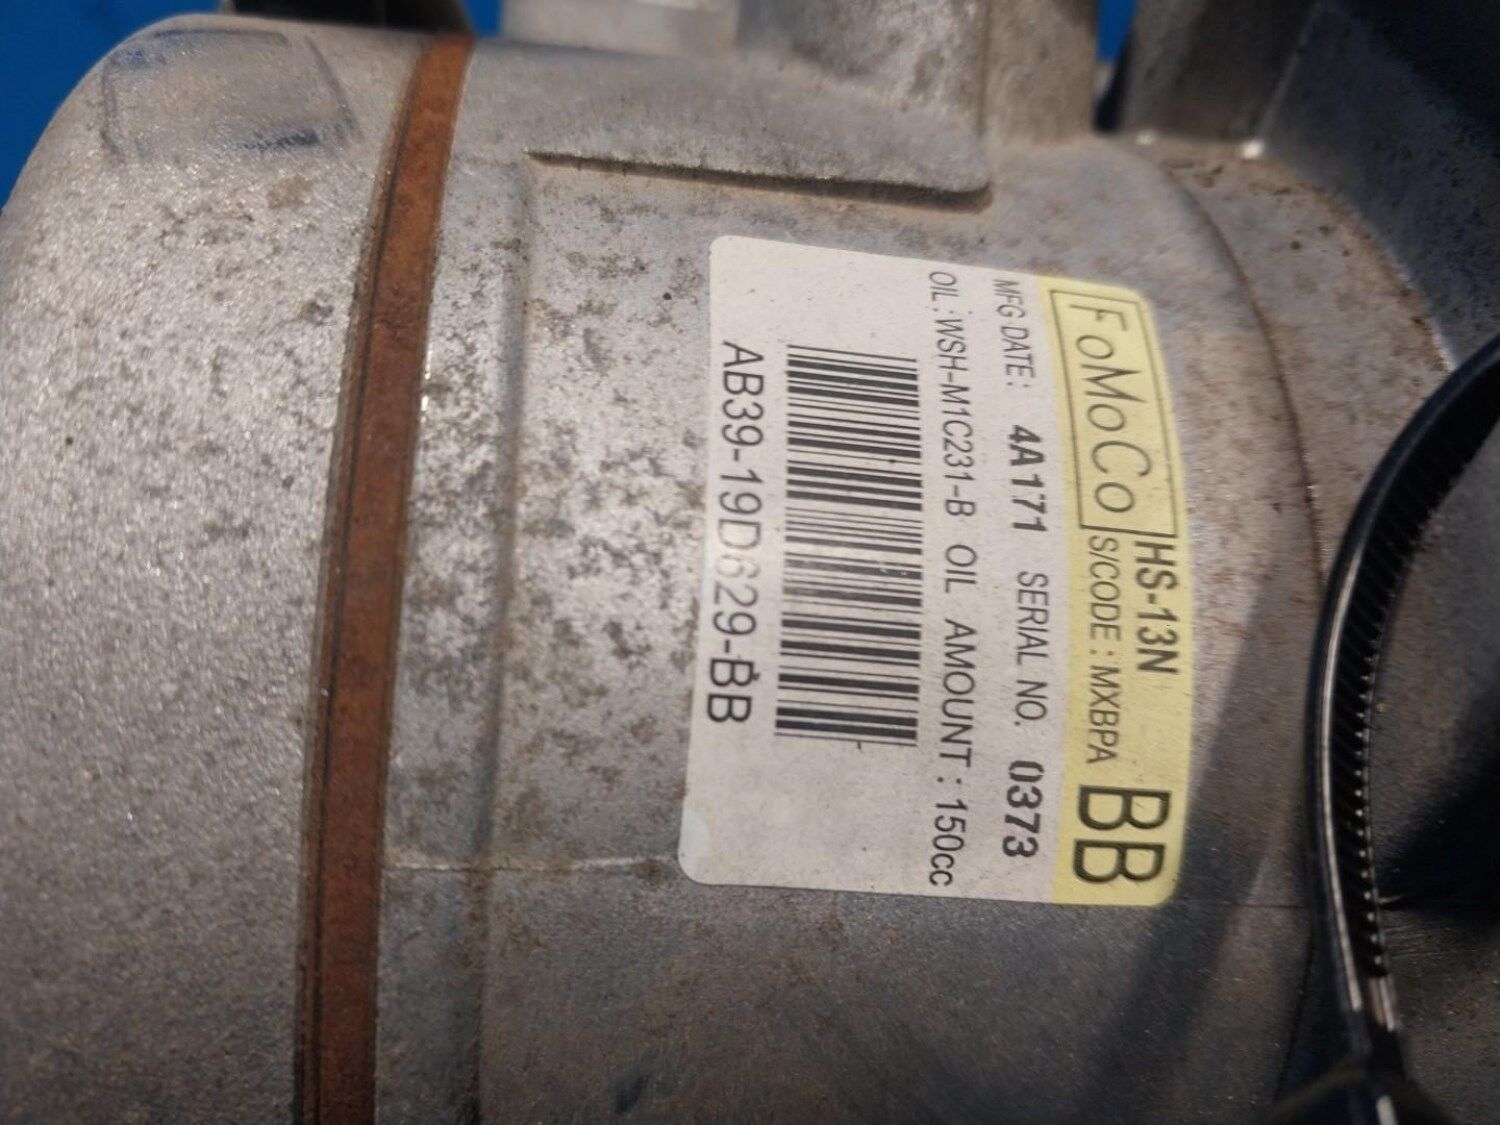 FoMoCo HS-13N
S/CODE : MXBPA BB
MFG·DATE : 4A171 SERIAL NO. 0373
OIL : WSH-M1C231-B OIL AMOUNT : 150cc
AB39-19D629-BB